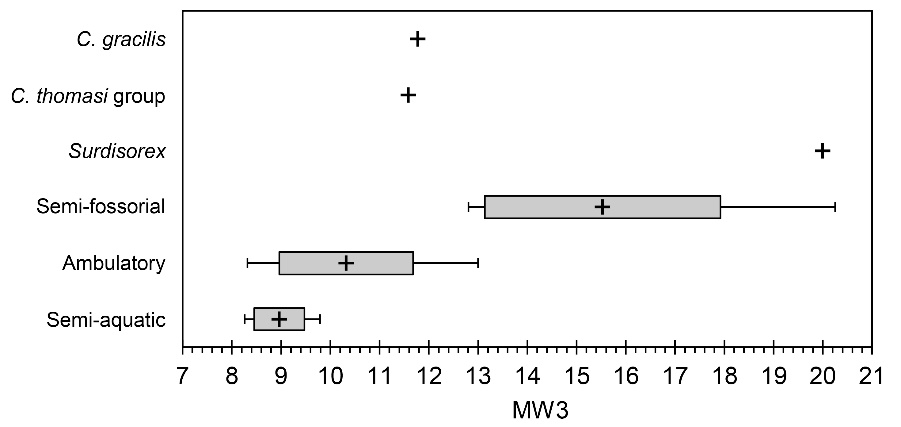 C. gracilis
C. thomasi group
Surdisorex
Semi-fossorial
Ambulatory
Semi-aquatic
7 8 9 10 11 12 13 14 15 16 17 18 19 20 21
MW3